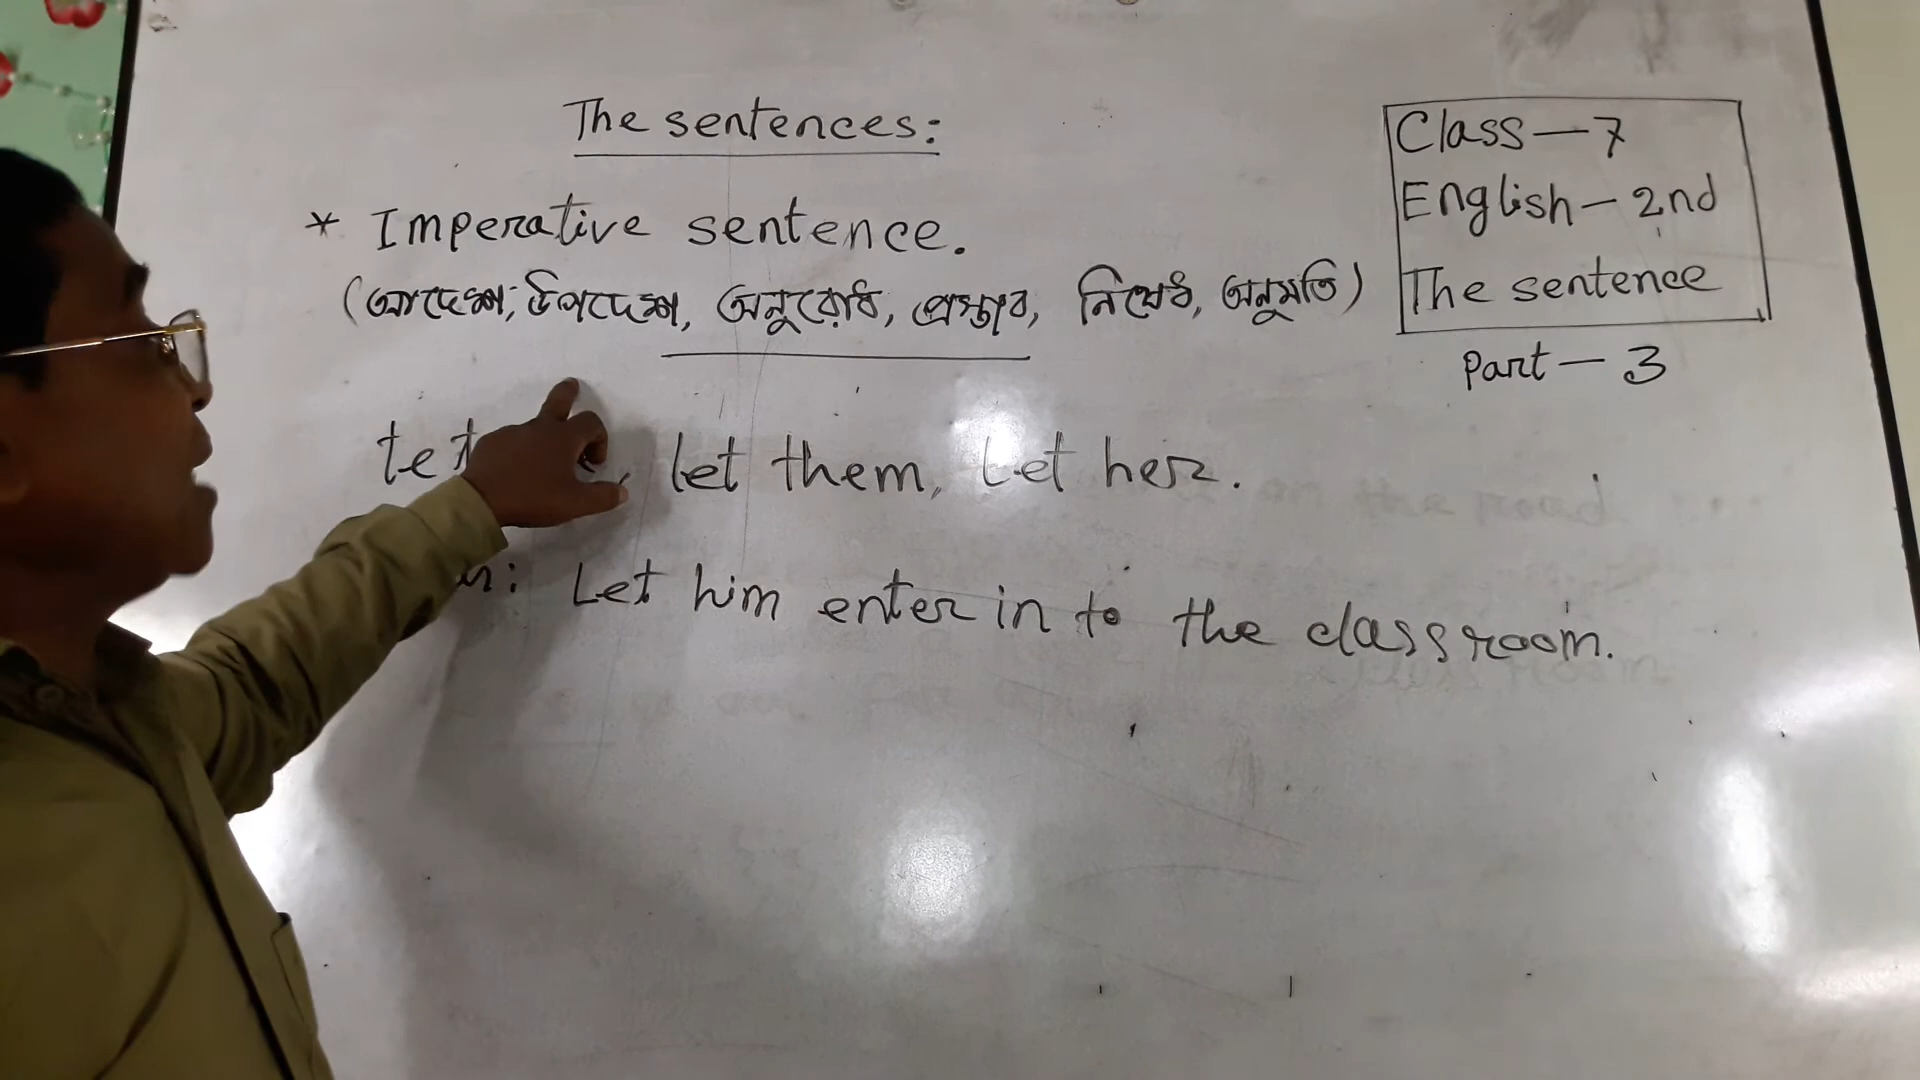 The sentences:
* Imperative sentence.
(আদেশ, উপদেশ, অনুরোধ, প্রস্তাব, নিষেধ, অনুমতি)
let them, Let her.
Let him enter in to the classroom.
Class-7
English-2nd
The sentence
Part-3